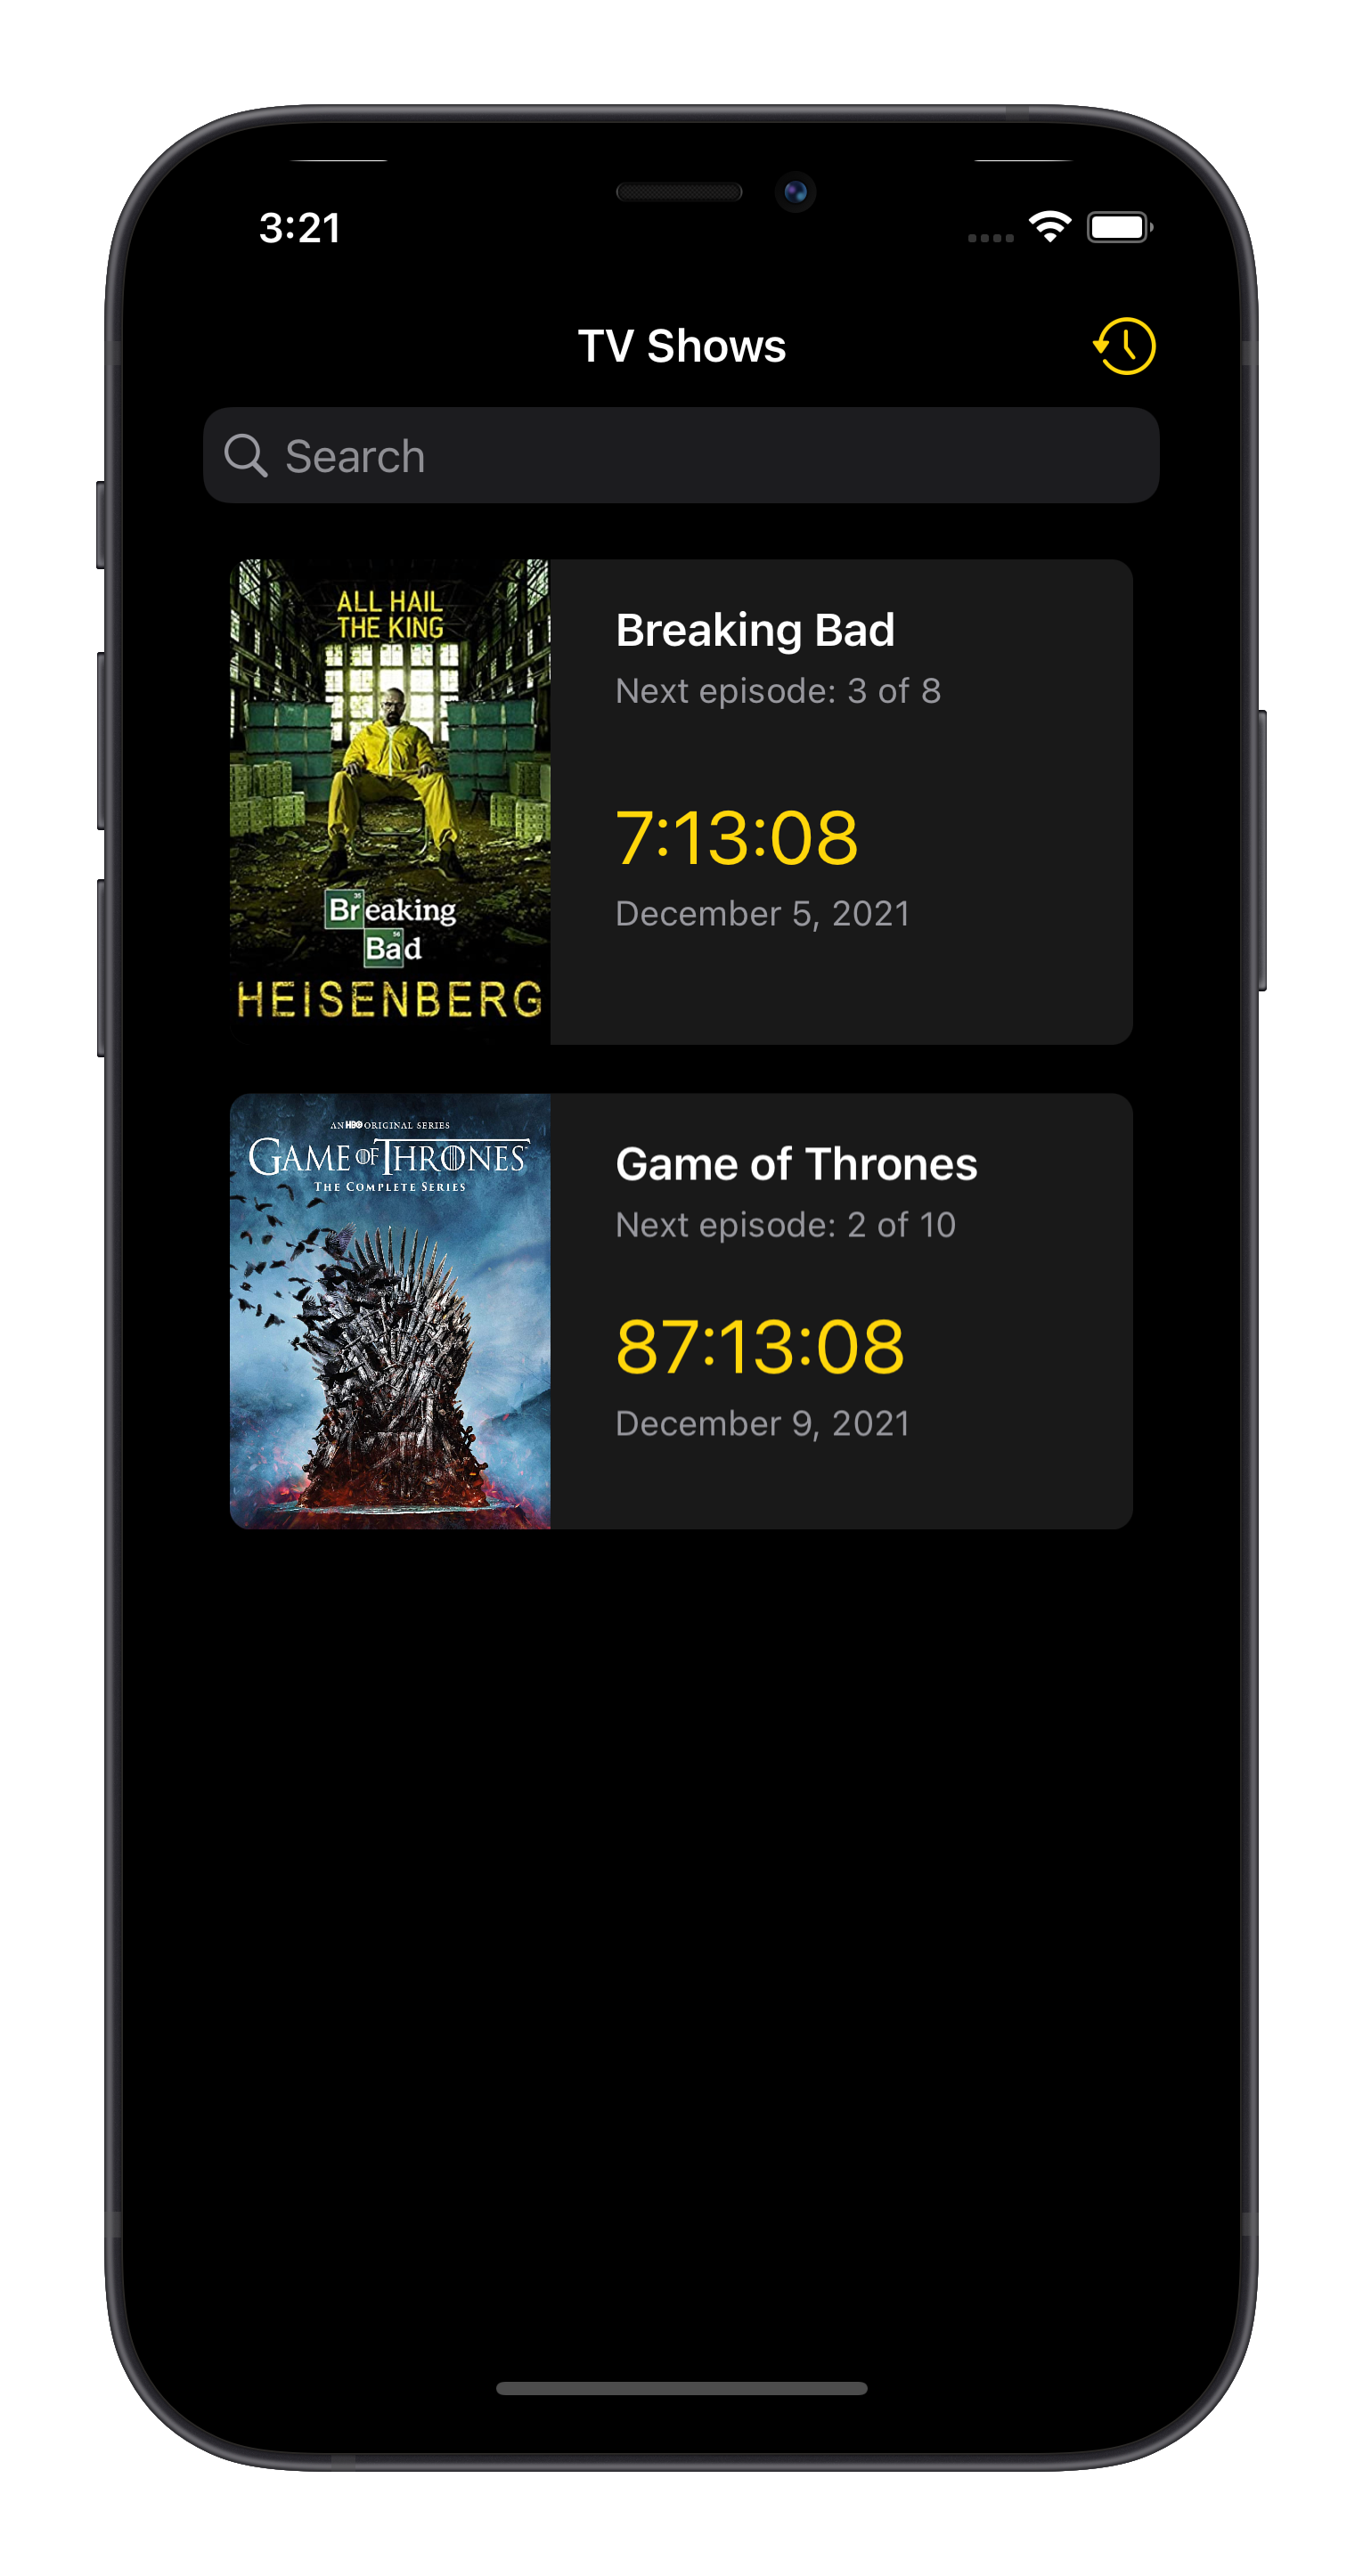 3:21
TV Shows
Search
ALL HAIL
THE KING
Breaking
Bad
HEISENBERG
Breaking Bad
Next episode: 3 of 8
7:13:08
December 5, 2021
AN HBO ORIGINAL SERIES
GAME OF THRONES
THE COMPLETE SERIES
Game of Thrones
Next episode: 2 of 10
87:13:08
December 9, 2021